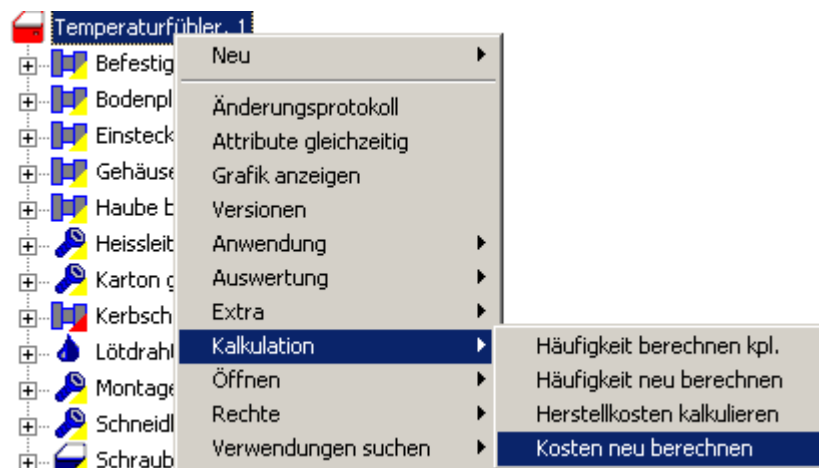 Temperaturfühler, 1
Befestig
Bodenpl
Einsteck
Gehäuse
Haube b
Heissleit
Karton g
Kerbsch
Lötdraht
Montage
Schneidl
Schraub
Neu
Änderungsprotokoll
Attribute gleichzeitig
Grafik anzeigen
Versionen
Anwendung
Auswertung
Extra
Kalkulation
Öffnen
Rechte
Verwendungen suchen
Häufigkeit berechnen kpl.
Häufigkeit neu berechnen
Herstellkosten kalkulieren
Kosten neu berechnen